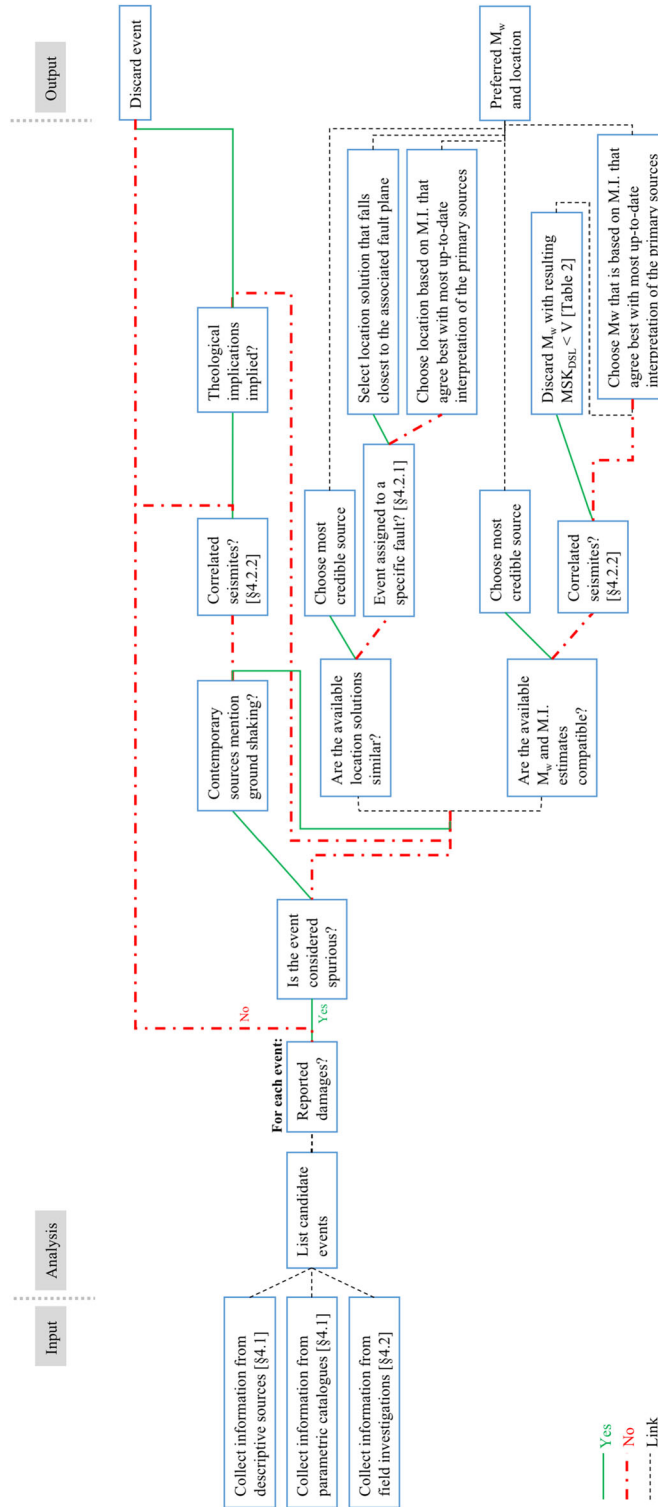 Input
Analysis
Output
Collect information from
descriptive sources [§4.1]
Collect information from
parametric catalogues [§4.1]
Collect information from
field investigations [§4.2]
List candidate
events
For each event:
Reported
damages?
No
Yes
Is the event
considered
spurious?
Contemporary
sources mention
ground shaking?
Correlated
seismites?
[§4.2.2]
Theological
implications
implied?
Discard event
Are the available
location solutions
similar?
Choose most
credible source
Event assigned to a
specific fault? [§4.2.1]
Select location solution that falls
closest to the associated fault plane
Choose location based on M.I. that
agree best with most up-to-date
interpretation of the primary sources
Preferred Mw
and location
Are the available
Mw and M.I.
estimates
compatible?
Choose most
credible source
Correlated
seismites?
[§4.2.2]
Discard Mw with resulting
MSKDSL < V [Table 2]
Choose Mw that is based on M.I. that
agree best with most up-to-date
interpretation of the primary sources
Yes
No
Link